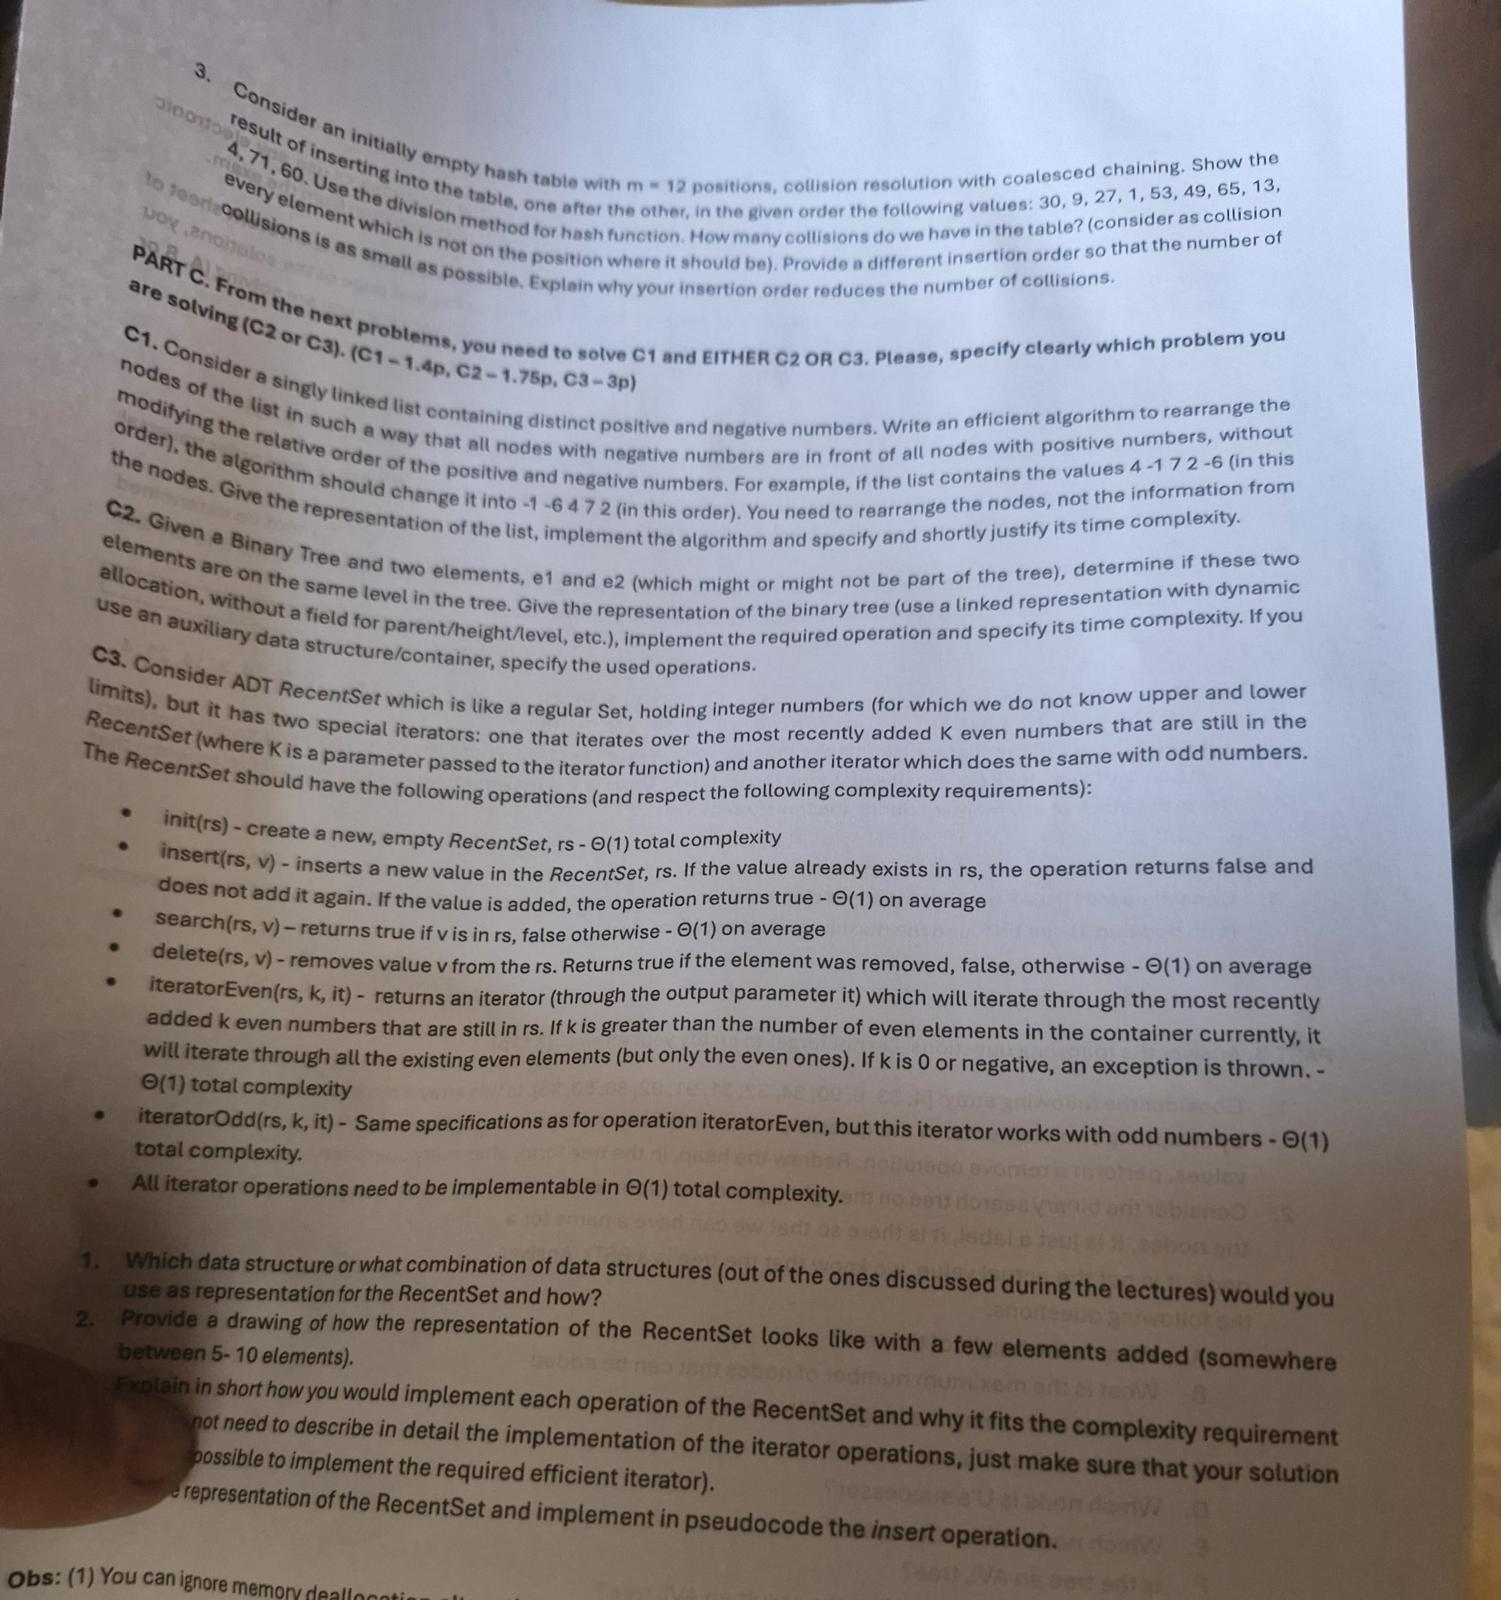 3. Consider an initially empty hash table with m = 12 positions, collision resolution with coalesced chaining. Show the
result of inserting into the table, one after the other, in the given order the following values: 30, 9, 27, 1, 53, 49, 65, 13,
4, 71, 60. Use the division method for hash function. How many collisions do we have in the table? (consider as collision
every element which is not on the position where it should be). Provide a different insertion order so that the number of
collisions is as small as possible. Explain why your insertion order reduces the number of collisions.
PART C. From the next problems, you need to solve C1 and EITHER C2 OR C3. Please, specify clearly which problem you
are solving (C2 or C3). (C1 – 1.4p, C2 – 1.75p, C3 – 3p)
C1. Consider a singly linked list containing distinct positive and negative numbers. Write an efficient algorithm to rearrange the
nodes of the list in such a way that all nodes with negative numbers are in front of all nodes with positive numbers, without
modifying the relative order of the positive and negative numbers. For example, if the list contains the values 4 -1 7 2 -6 (in this
order), the algorithm should change it into -1 -6 4 7 2 (in this order). You need to rearrange the nodes, not the information from
the nodes. Give the representation of the list, implement the algorithm and specify and shortly justify its time complexity.
C2. Given a Binary Tree and two elements, e1 and e2 (which might or might not be part of the tree), determine if these two
elements are on the same level in the tree. Give the representation of the binary tree (use a linked representation with dynamic
allocation, without a field for parent/height/level, etc.), implement the required operation and specify its time complexity. If you
use an auxiliary data structure/container, specify the used operations.
C3. Consider ADT RecentSet which is like a regular Set, holding integer numbers (for which we do not know upper and lower
limits), but it has two special iterators: one that iterates over the most recently added K even numbers that are still in the
RecentSet (where K is a parameter passed to the iterator function) and another iterator which does the same with odd numbers.
The RecentSet should have the following operations (and respect the following complexity requirements):
• init(rs) - create a new, empty RecentSet, rs - Θ(1) total complexity
• insert(rs, v) - inserts a new value in the RecentSet, rs. If the value already exists in rs, the operation returns false and
does not add it again. If the value is added, the operation returns true - Θ(1) on average
• search(rs, v) – returns true if v is in rs, false otherwise - Θ(1) on average
• delete(rs, v) - removes value v from the rs. Returns true if the element was removed, false, otherwise - Θ(1) on average
• iteratorEven(rs, k, it) - returns an iterator (through the output parameter it) which will iterate through the most recently
added k even numbers that are still in rs. If k is greater than the number of even elements in the container currently, it
will iterate through all the existing even elements (but only the even ones). If k is 0 or negative, an exception is thrown. -
Θ(1) total complexity
• iteratorOdd(rs, k, it) - Same specifications as for operation iteratorEven, but this iterator works with odd numbers - Θ(1)
total complexity.
• All iterator operations need to be implementable in Θ(1) total complexity.
1. Which data structure or what combination of data structures (out of the ones discussed during the lectures) would you
use as representation for the RecentSet and how?
2. Provide a drawing of how the representation of the RecentSet looks like with a few elements added (somewhere
between 5- 10 elements).
Explain in short how you would implement each operation of the RecentSet and why it fits the complexity requirement
not need to describe in detail the implementation of the iterator operations, just make sure that your solution
possible to implement the required efficient iterator).
representation of the RecentSet and implement in pseudocode the insert operation.
Obs: (1) You can ignore memory